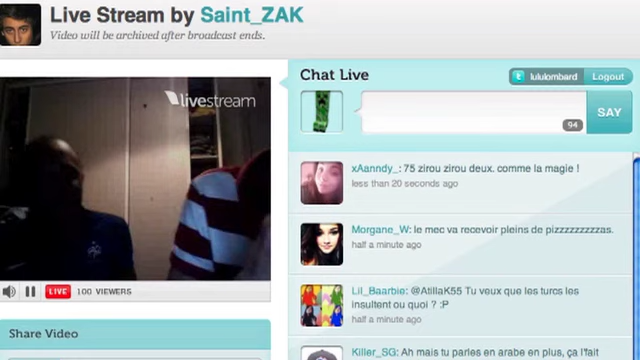 Live Stream by Saint_ZAK
Video will be archived after broadcast ends.
livestream
LIVE 100 VIEWERS
Share Video
Chat Live
lululombard Logout
SAY
94
xAanndy_: 75 zirou zirou deux. comme la magie !
less than 20 seconds ago
Morgane_W: le mec va recevoir pleins de pizzzzzzzzzas.
half a minute ago
Lil_Baarbie: @AtillaK55 Tu veux que les turcs les
insultent ou quoi ? :P
half a minute ago
Killer_SG: Ah mais tu parles en arabe en plus, ça l'fait